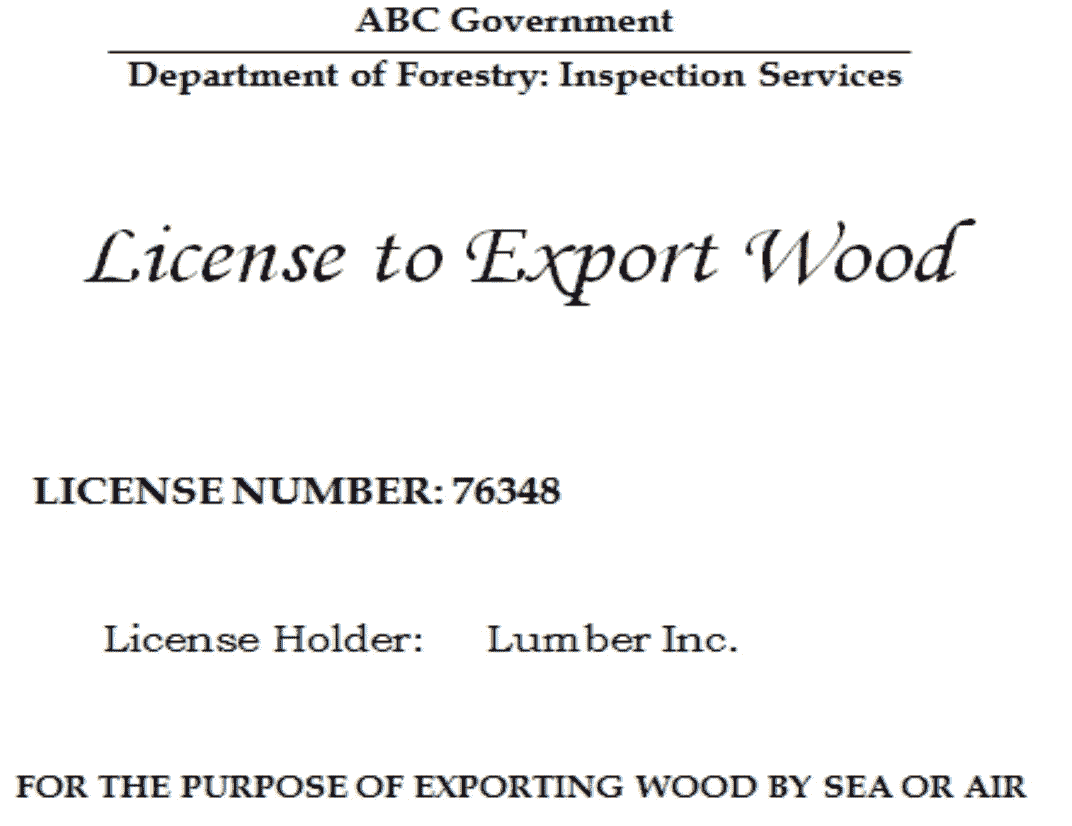 ABC Government
Department of Forestry: Inspection Services
License to Export Wood
LICENSE NUMBER: 76348
License Holder: Lumber Inc.
FOR THE PURPOSE OF EXPORTING WOOD BY SEA OR AIR